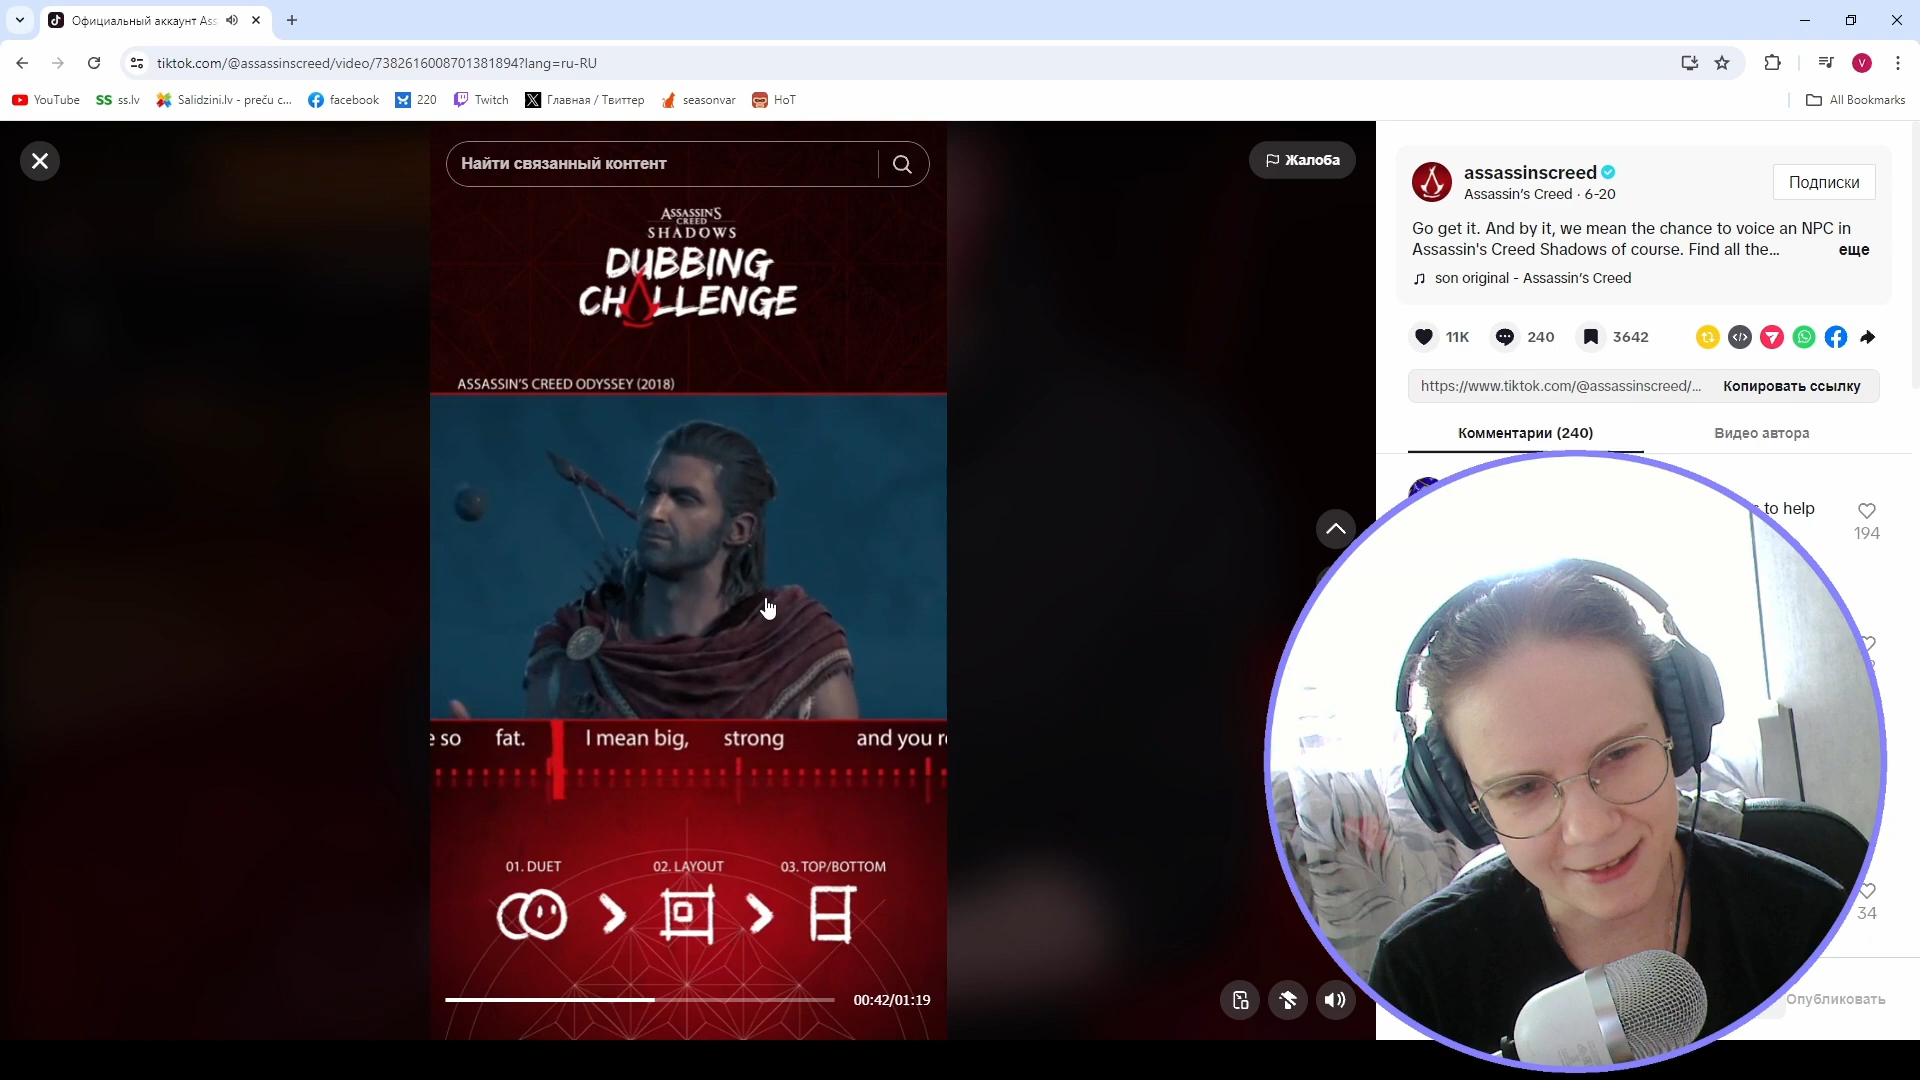 Официальный аккаунт Ass
tiktok.com/@assassinscreed/video/7382616008701381894?lang=ru-RU
V
YouTube
SS ss.lv
Salidzini.lv - preču c...
facebook
220
Twitch
Главная / Твиттер
seasonvar
HoT
All Bookmarks
Найти связанный контент
Жалоба
ASSASSIN'S
CREED
SHADOWS
DUBBING
CHALLENGE
ASSASSIN'S CREED ODYSSEY (2018)
e so fat. I mean big, strong and you r
01. DUET
02. LAYOUT
03. TOP/BOTTOM
00:42/01:19
assassinscreed
Assassin's Creed · 6-20
Подписки
Go get it. And by it, we mean the chance to voice an NPC in
Assassin's Creed Shadows of course. Find all the... еще
son original - Assassin's Creed
11K
240
3642
https://www.tiktok.com/@assassinscreed/... Копировать ссылку
Комментарии (240)
Видео автора
to help
194
34
Опубликовать